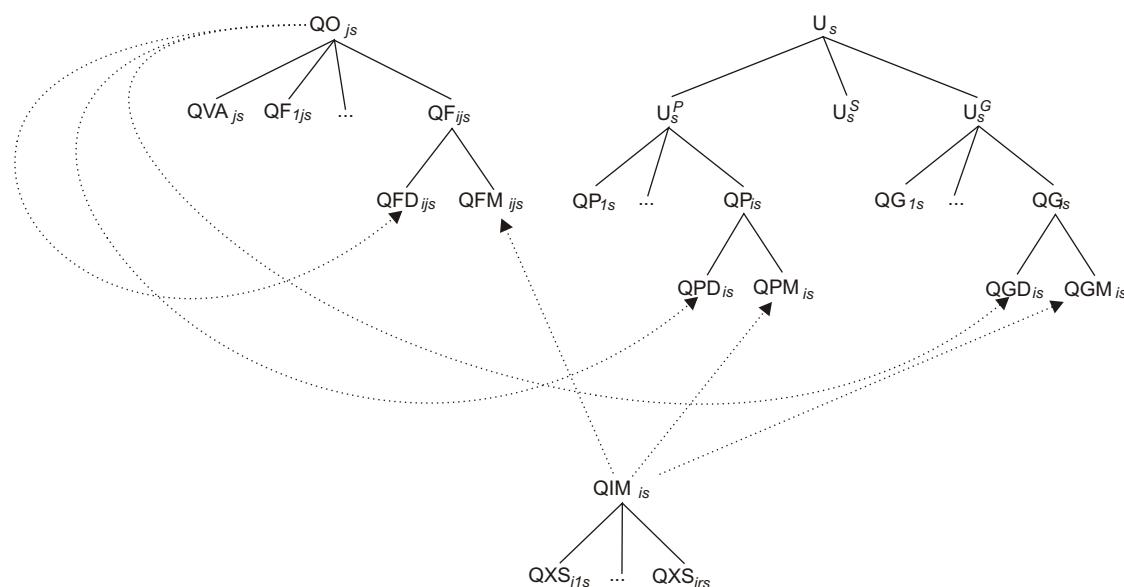 QO js U s
QVA js QF 1js ... QF ijs U s P U s S U s G
QFD ijs QFM ijs QP 1s ... QP is QG 1s ... QG is
QPD is QPM is QGD is QGM is
QIM is
QXS i1s ... QXS irs